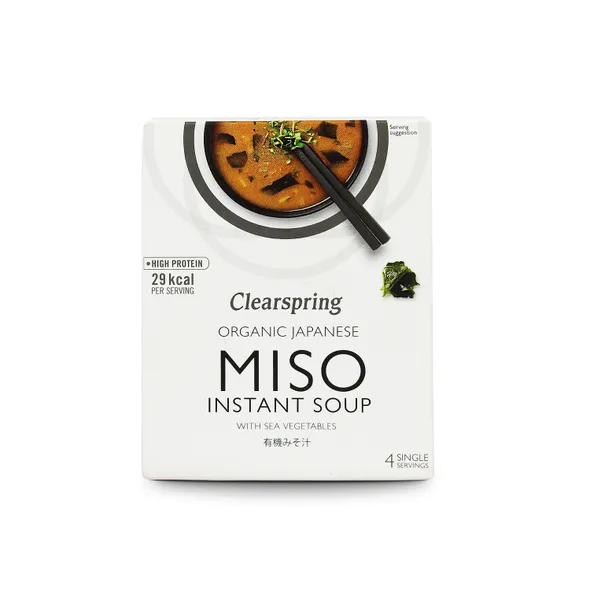 Serving
suggestion
•HIGH PROTEIN
29 kcal
PER SERVING
Clearspring
ORGANIC JAPANESE
MISO
INSTANT SOUP
WITH SEA VEGETABLES
有機みそ汁
4 SINGLE
SERVINGS